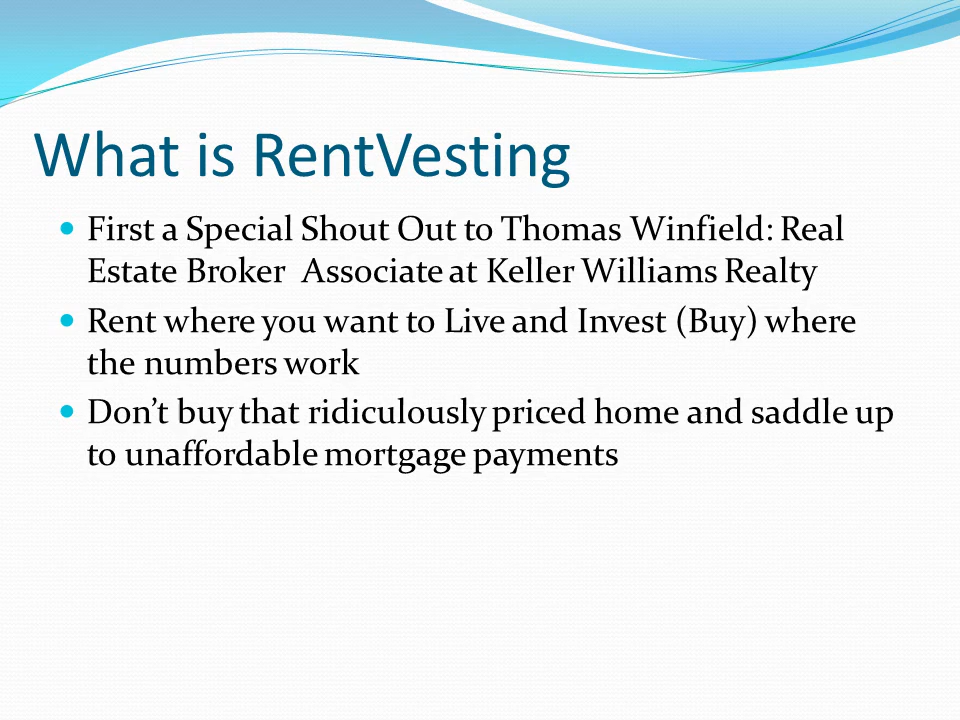 What is RentVesting
First a Special Shout Out to Thomas Winfield: Real
Estate Broker  Associate at Keller Williams Realty
Rent where you want to Live and Invest (Buy) where
the numbers work
Don’t buy that ridiculously priced home and saddle up
to unaffordable mortgage payments